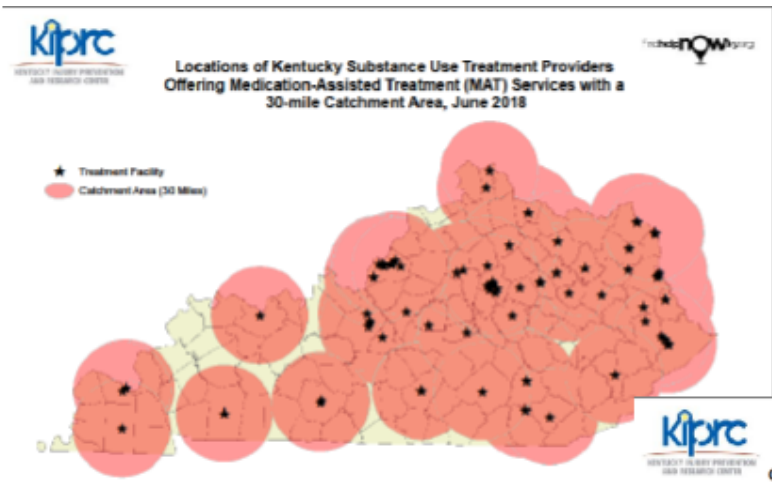 kiprc
KENTUCKY INJURY PREVENTION
AND RESEARCH CENTER
findhelpnowky.org
Locations of Kentucky Substance Use Treatment Providers
Offering Medication-Assisted Treatment (MAT) Services with a
30-mile Catchment Area, June 2018
Treatment Facility
Catchment Area (30 Miles)
kiprc
KENTUCKY INJURY PREVENTION
AND RESEARCH CENTER